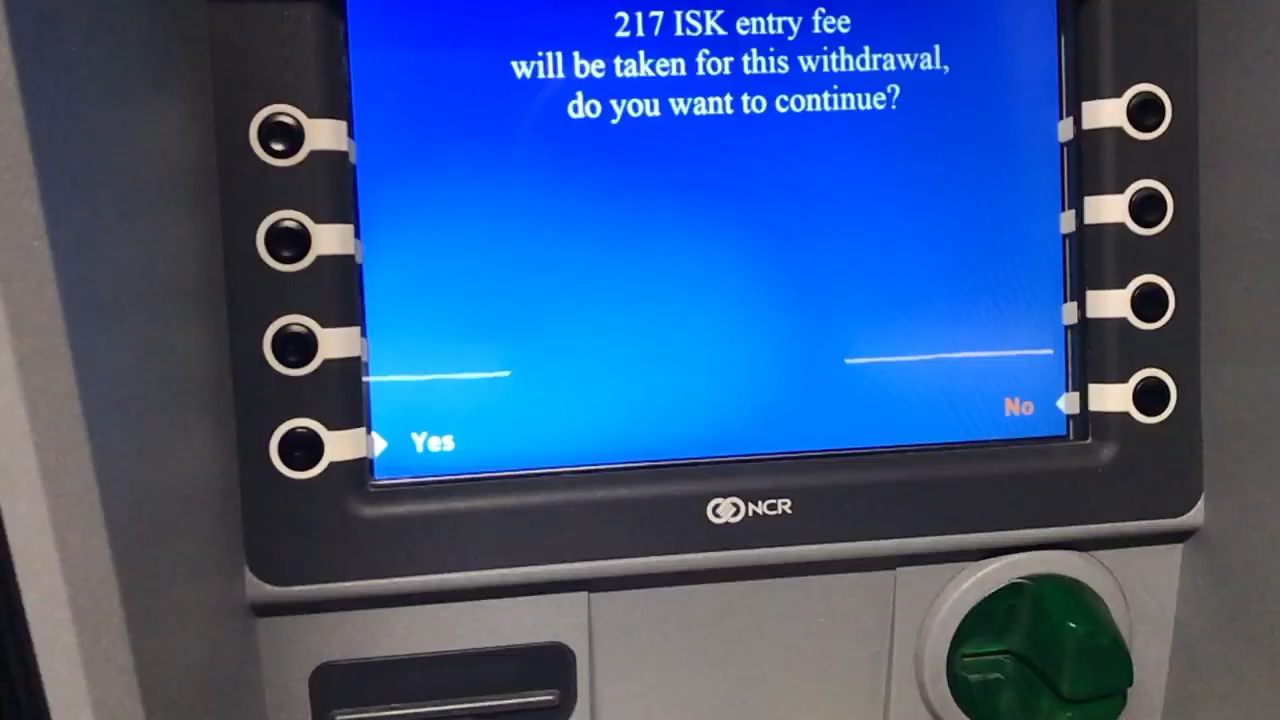 217 ISK entry fee
will be taken for this withdrawal,
do you want to continue?
No
Yes
NCR